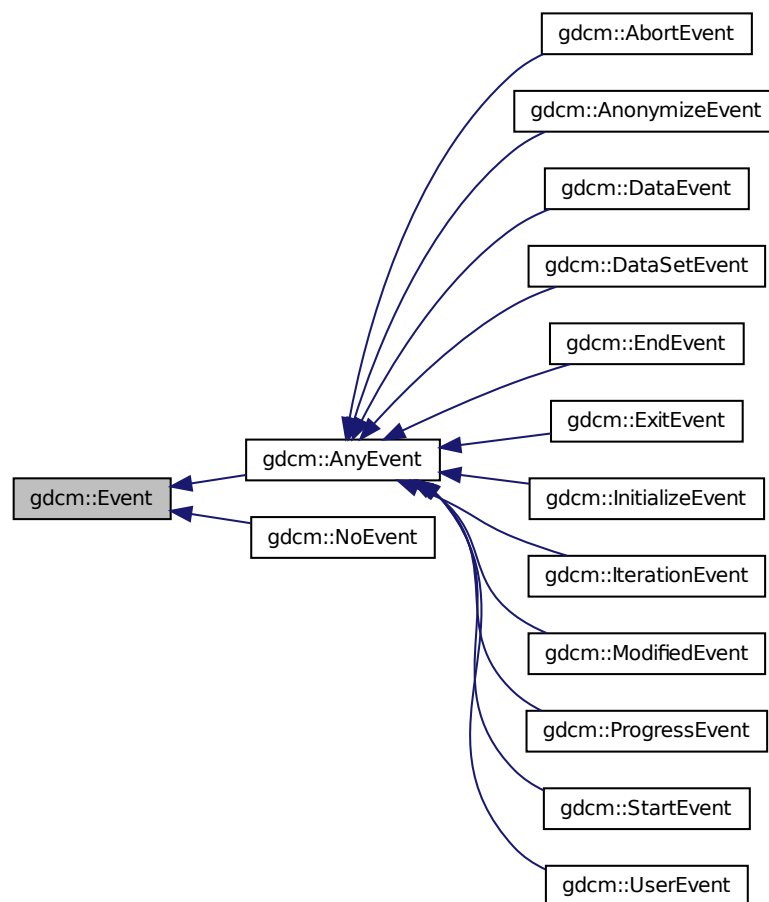 gdcm::AbortEvent
gdcm::AnonymizeEvent
gdcm::DataEvent
gdcm::DataSetEvent
gdcm::EndEvent
gdcm::ExitEvent
gdcm::AnyEvent
gdcm::Event
gdcm::InitializeEvent
gdcm::NoEvent
gdcm::IterationEvent
gdcm::ModifiedEvent
gdcm::ProgressEvent
gdcm::StartEvent
gdcm::UserEvent